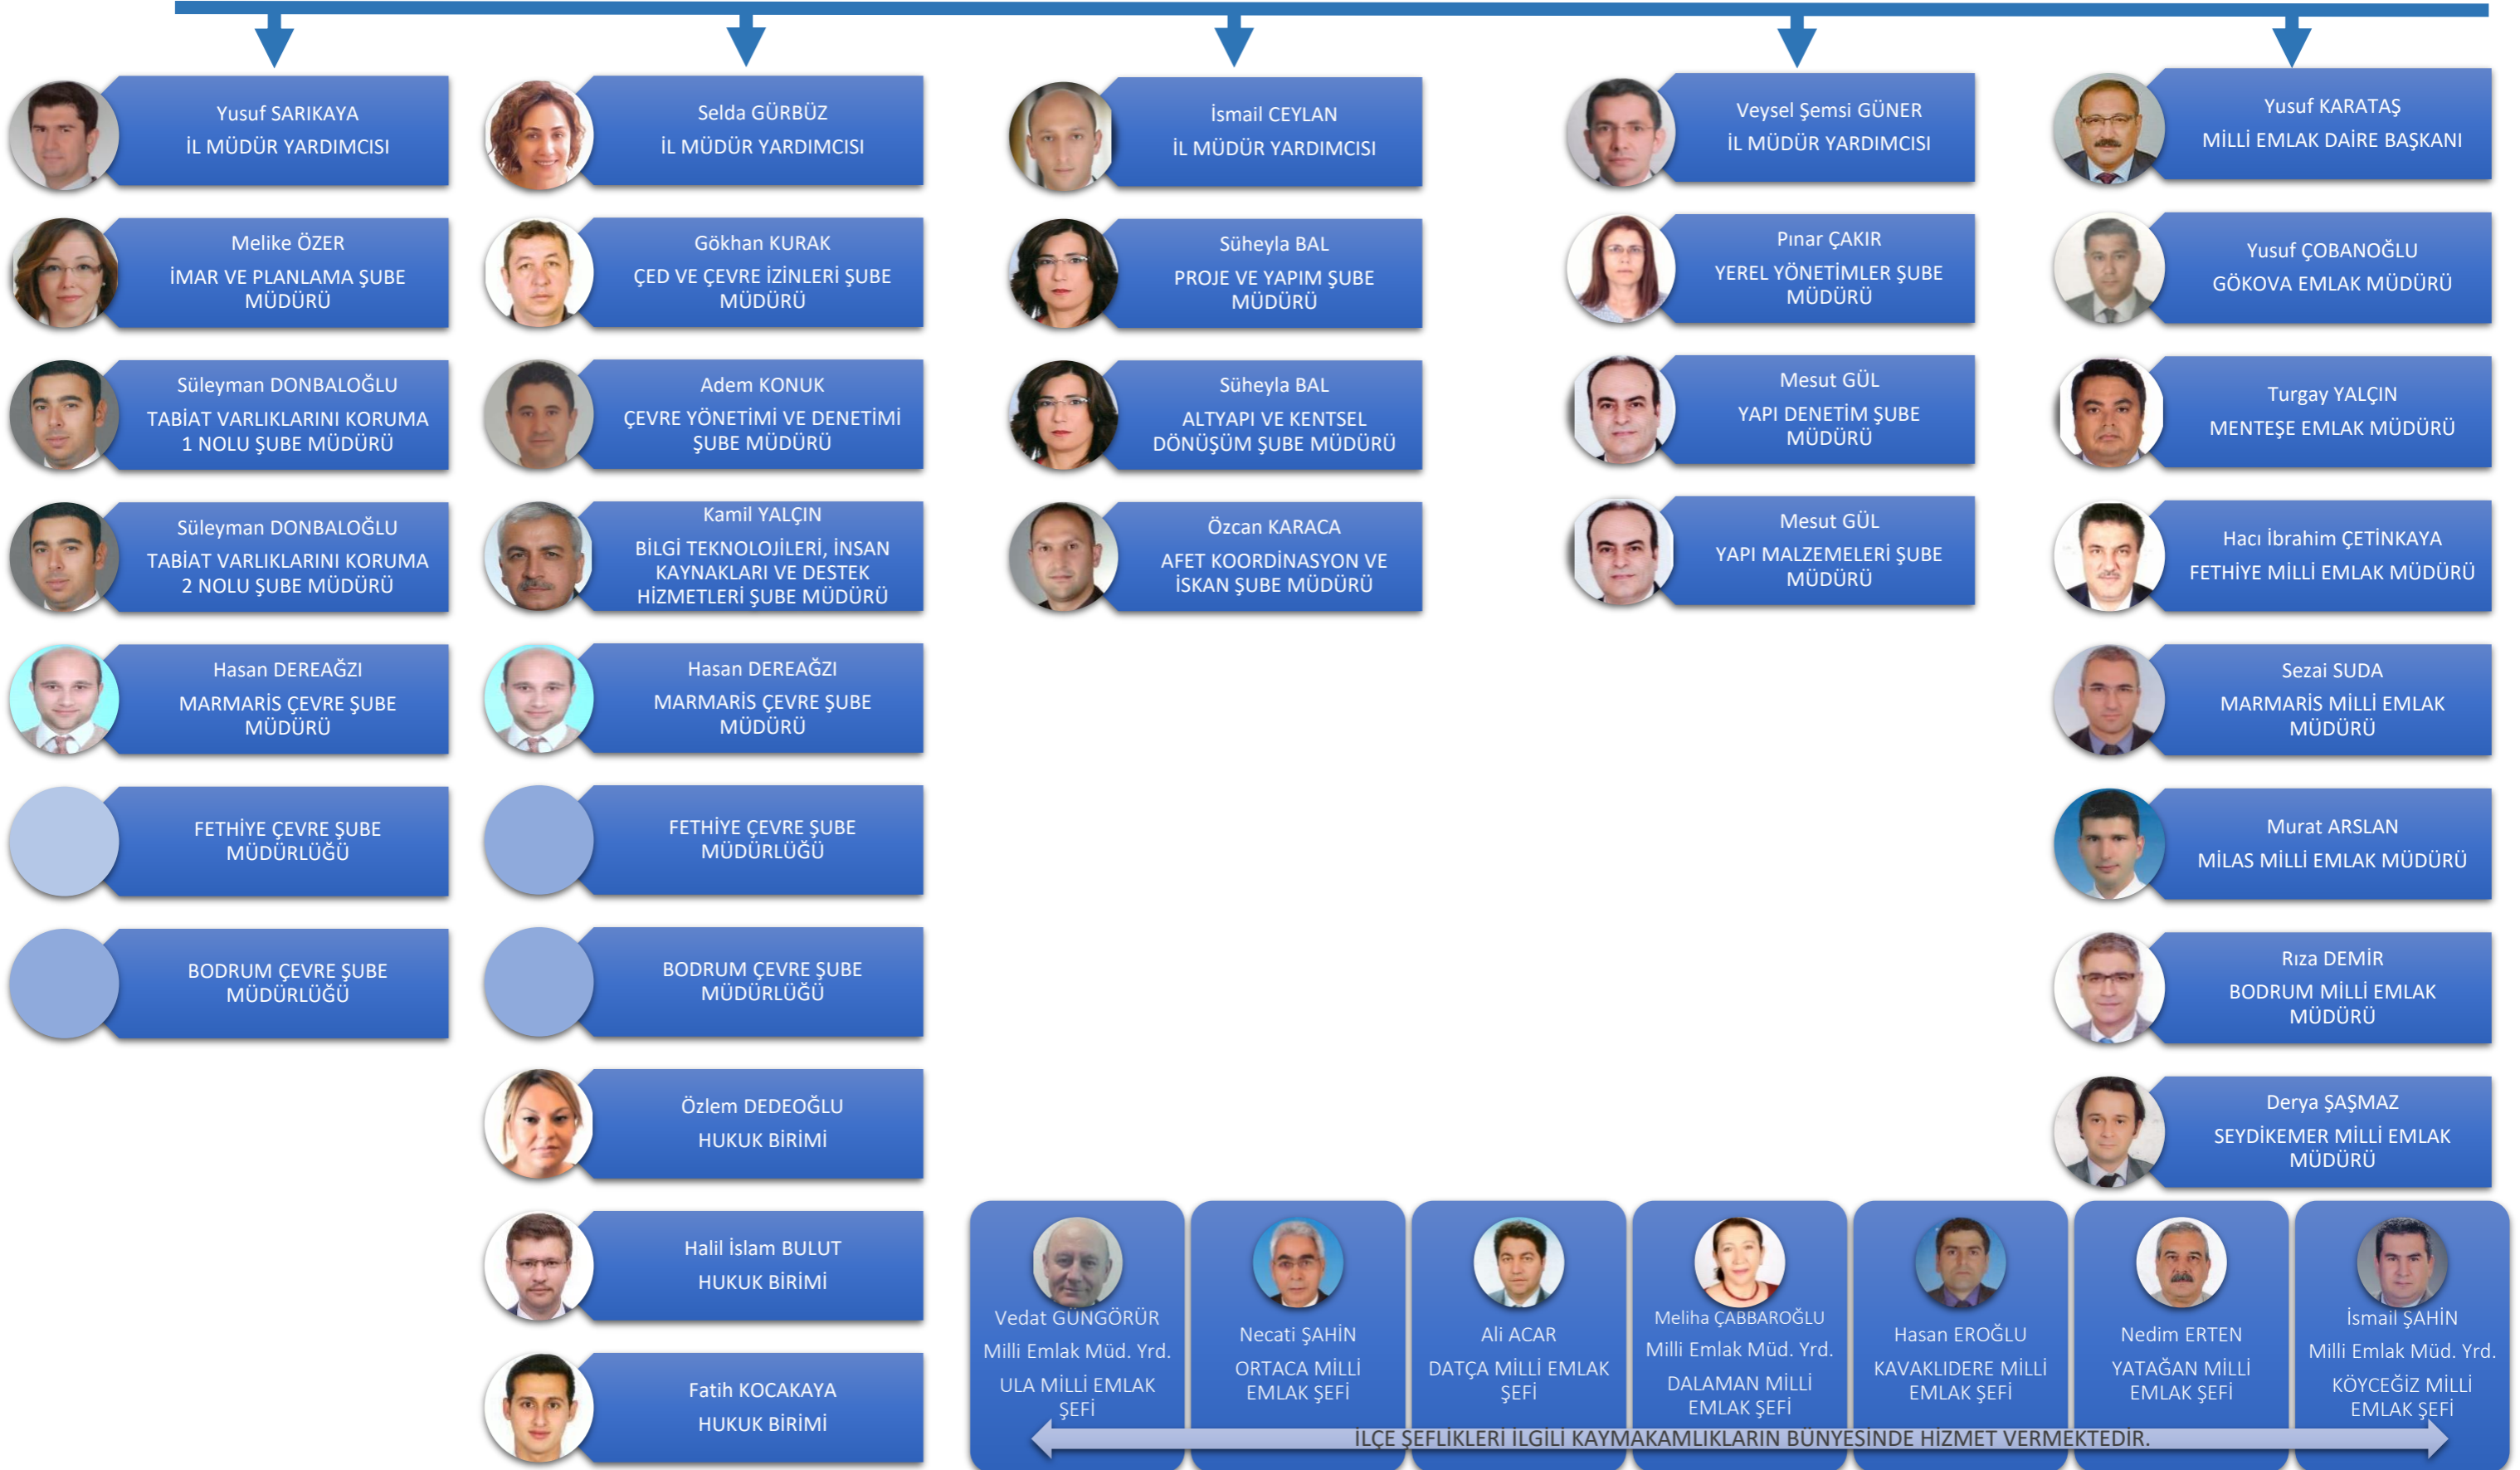 Yusuf SARIKAYA
İL MÜDÜR YARDIMCISI
Melike ÖZER
İMAR VE PLANLAMA ŞUBE
MÜDÜRÜ
Süleyman DONBALOĞLU
TABİAT VARLIKLARINI KORUMA
1 NOLU ŞUBE MÜDÜRÜ
Süleyman DONBALOĞLU
TABİAT VARLIKLARINI KORUMA
2 NOLU ŞUBE MÜDÜRÜ
Hasan DEREAĞZI
MARMARİS ÇEVRE ŞUBE
MÜDÜRÜ
FETHİYE ÇEVRE ŞUBE
MÜDÜRLÜĞÜ
BODRUM ÇEVRE ŞUBE
MÜDÜRLÜĞÜ
Selda GÜRBÜZ
İL MÜDÜR YARDIMCISI
Gökhan KURAK
ÇED VE ÇEVRE İZİNLERİ ŞUBE
MÜDÜRÜ
Adem KONUK
ÇEVRE YÖNETİMİ VE DENETİMİ
ŞUBE MÜDÜRÜ
Kamil YALÇIN
BİLGİ TEKNOLOJİLERİ, İNSAN
KAYNAKLARI VE DESTEK
HİZMETLERİ ŞUBE MÜDÜRÜ
Hasan DEREAĞZI
MARMARİS ÇEVRE ŞUBE
MÜDÜRÜ
FETHİYE ÇEVRE ŞUBE
MÜDÜRLÜĞÜ
BODRUM ÇEVRE ŞUBE
MÜDÜRLÜĞÜ
Özlem DEDEOĞLU
HUKUK BİRİMİ
Halil İslam BULUT
HUKUK BİRİMİ
Fatih KOCAKAYA
HUKUK BİRİMİ
İsmail CEYLAN
İL MÜDÜR YARDIMCISI
Süheyla BAL
PROJE VE YAPIM ŞUBE
MÜDÜRÜ
Süheyla BAL
ALTYAPI VE KENTSEL
DÖNÜŞÜM ŞUBE MÜDÜRÜ
Özcan KARACA
AFET KOORDİNASYON VE
İSKAN ŞUBE MÜDÜRÜ
Veysel Şemsi GÜNER
İL MÜDÜR YARDIMCISI
Pınar ÇAKIR
YEREL YÖNETİMLER ŞUBE
MÜDÜRÜ
Mesut GÜL
YAPI DENETİM ŞUBE
MÜDÜRÜ
Mesut GÜL
YAPI MALZEMELERİ ŞUBE
MÜDÜRÜ
Yusuf KARATAŞ
MİLLİ EMLAK DAİRE BAŞKANI
Yusuf ÇOBANOĞLU
GÖKOVA EMLAK MÜDÜRÜ
Turgay YALÇIN
MENTEŞE EMLAK MÜDÜRÜ
Hacı İbrahim ÇETİNKAYA
FETHİYE MİLLİ EMLAK MÜDÜRÜ
Sezai SUDA
MARMARİS MİLLİ EMLAK
MÜDÜRÜ
Murat ARSLAN
MİLAS MİLLİ EMLAK MÜDÜRÜ
Rıza DEMİR
BODRUM MİLLİ EMLAK
MÜDÜRÜ
Derya ŞAŞMAZ
SEYDİKEMER MİLLİ EMLAK
MÜDÜRÜ
Vedat GÜNGÖRÜR
Milli Emlak Müd. Yrd.
ULA MİLLİ EMLAK
ŞEFİ
Necati ŞAHİN
ORTACA MİLLİ
EMLAK ŞEFİ
Ali ACAR
DATÇA MİLLİ EMLAK
ŞEFİ
Meliha ÇABBAROĞLU
Milli Emlak Müd. Yrd.
DALAMAN MİLLİ
EMLAK ŞEFİ
Hasan EROĞLU
KAVAKLIDERE MİLLİ
EMLAK ŞEFİ
Nedim ERTEN
YATAĞAN MİLLİ
EMLAK ŞEFİ
İsmail ŞAHİN
Milli Emlak Müd. Yrd.
KÖYCEĞİZ MİLLİ
EMLAK ŞEFİ
İLÇE ŞEFLİKLERİ İLGİLİ KAYMAKAMLIKLARIN BÜNYESİNDE HİZMET VERMEKTEDİR.